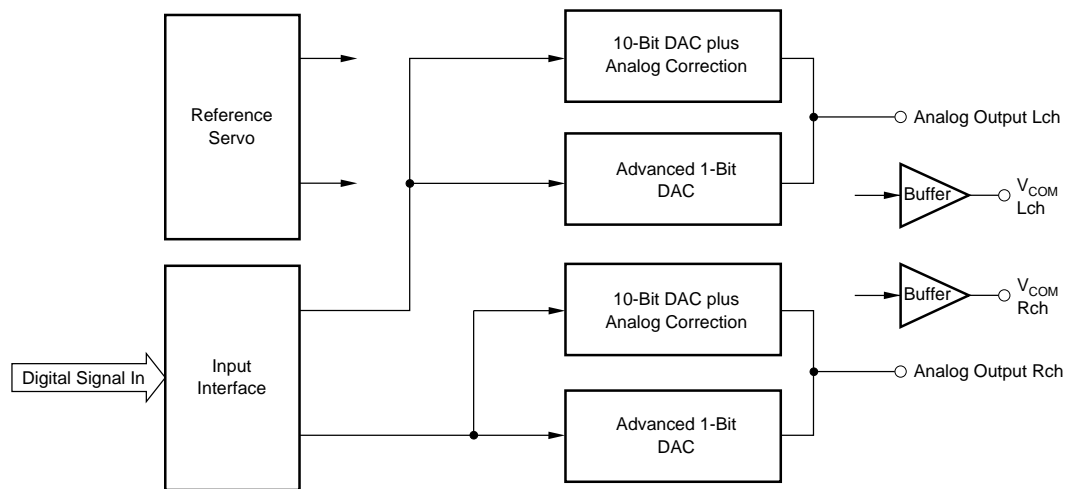 Reference
Servo
10-Bit DAC plus
Analog Correction
Analog Output Lch
Advanced 1-Bit
DAC
Buffer
VCOM
Lch
Digital Signal In
Input
Interface
10-Bit DAC plus
Analog Correction
Buffer
VCOM
Rch
Analog Output Rch
Advanced 1-Bit
DAC